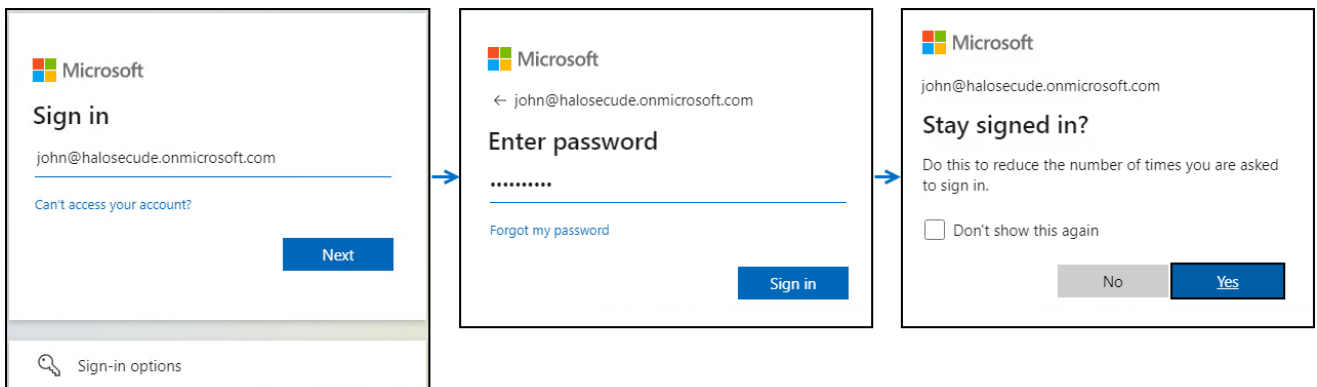 Microsoft
Sign in
john@halosecude.onmicrosoft.com
Can't access your account?
Next
Sign-in options
Microsoft
← john@halosecude.onmicrosoft.com
Enter password
••••••••••
Forgot my password
Sign in
Microsoft
john@halosecude.onmicrosoft.com
Stay signed in?
Do this to reduce the number of times you are asked
to sign in.
Don't show this again
No
Yes